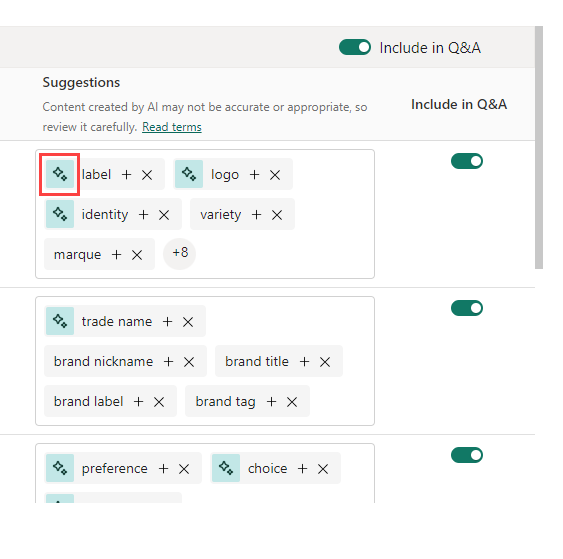 Include in Q&A
Suggestions
Content created by AI may not be accurate or appropriate, so
review it carefully. Read terms
Include in Q&A
label + ×
logo + ×
identity + ×
variety + ×
marque + ×
+8
trade name + ×
brand nickname + ×
brand title + ×
brand label + ×
brand tag + ×
preference + ×
choice + ×